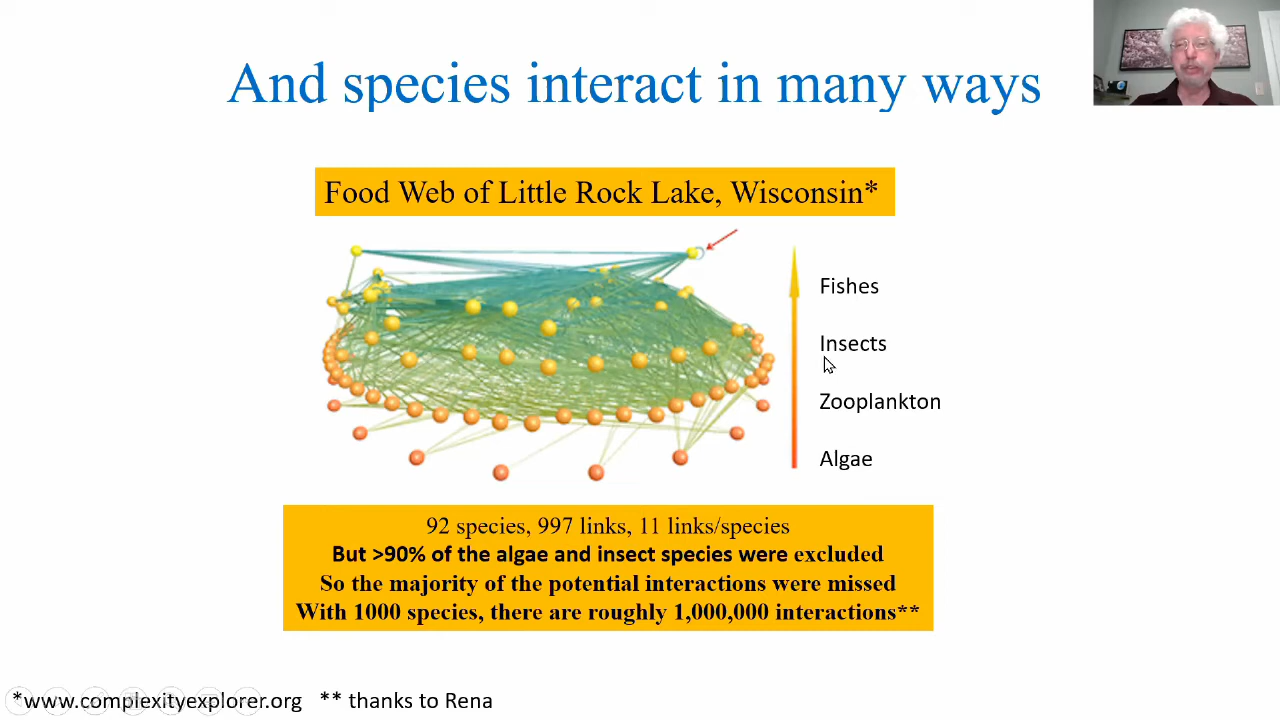 And species interact in many ways
Food Web of Little Rock Lake, Wisconsin*
Fishes
Insects
Zooplankton
Algae
92 species, 997 links, 11 links/species
But >90% of the algae and insect species were excluded
So the majority of the potential interactions were missed
With 1000 species, there are roughly 1,000,000 interactions**
*www.complexityexplorer.org ** thanks to Rena